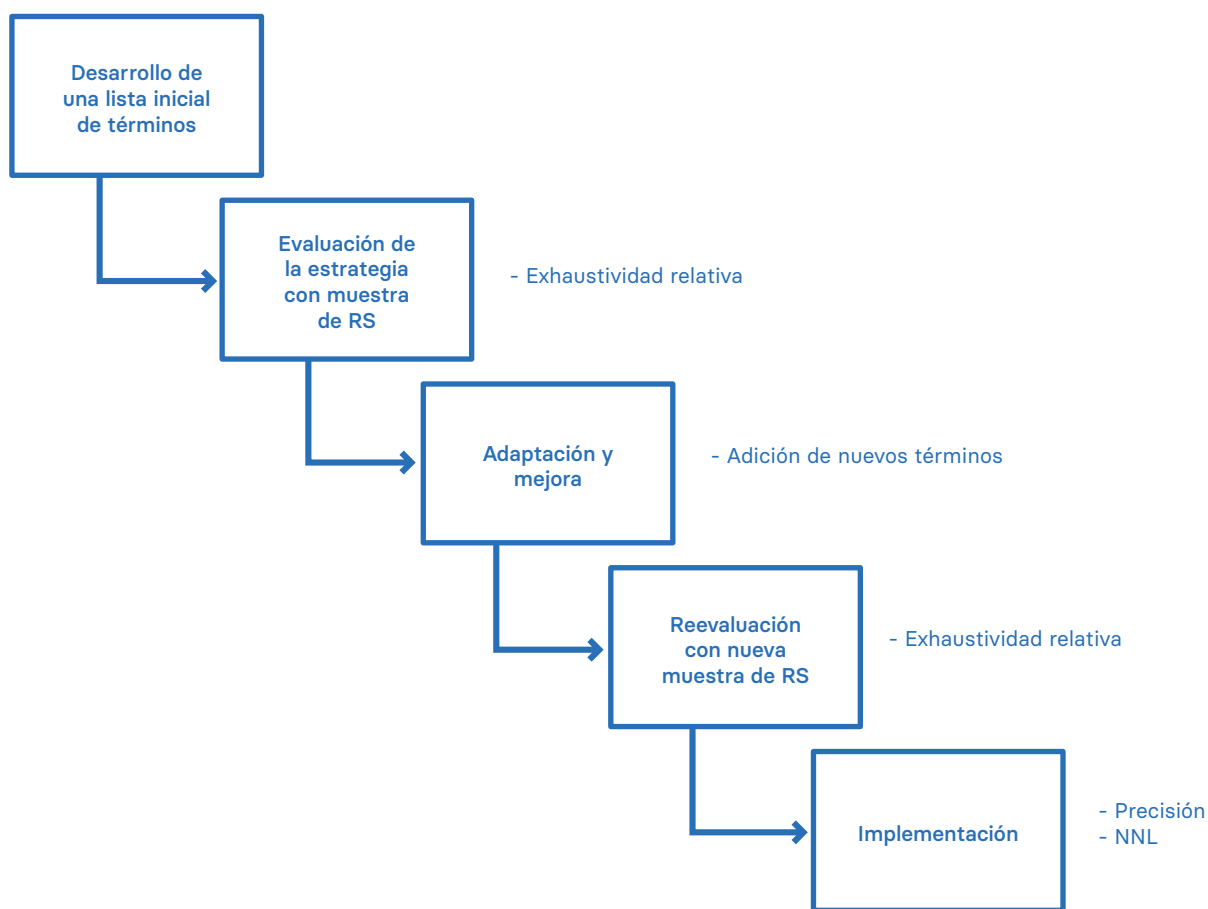 Desarrollo de
una lista inicial
de términos
Evaluación de
la estrategia
con muestra
de RS
- Exhaustividad relativa
Adaptación y
mejora
- Adición de nuevos términos
Reevaluación
con nueva
muestra de RS
- Exhaustividad relativa
Implementación
- Precisión
- NNL